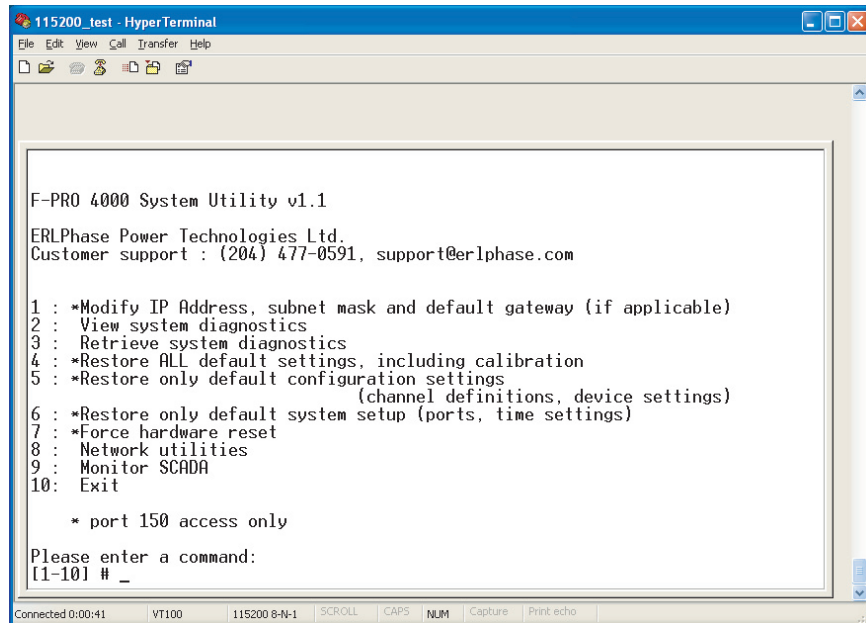 115200_test - HyperTerminal
File Edit View Call Transfer Help
F-PRO 4000 System Utility v1.1
ERLPhase Power Technologies Ltd.
Customer support : (204) 477-0591, support@erlphase.com
1 : *Modify IP Address, subnet mask and default gateway (if applicable)
2 : View system diagnostics
3 : Retrieve system diagnostics
4 : *Restore ALL default settings, including calibration
5 : *Restore only default configuration settings
(channel definitions, device settings)
6 : *Restore only default system setup (ports, time settings)
7 : *Force hardware reset
8 : Network utilities
9 : Monitor SCADA
10: Exit
* port 150 access only
Please enter a command:
[1-10] # _
Connected 0:00:41 VT100 115200 8-N-1 SCROLL CAPS NUM Capture Print echo